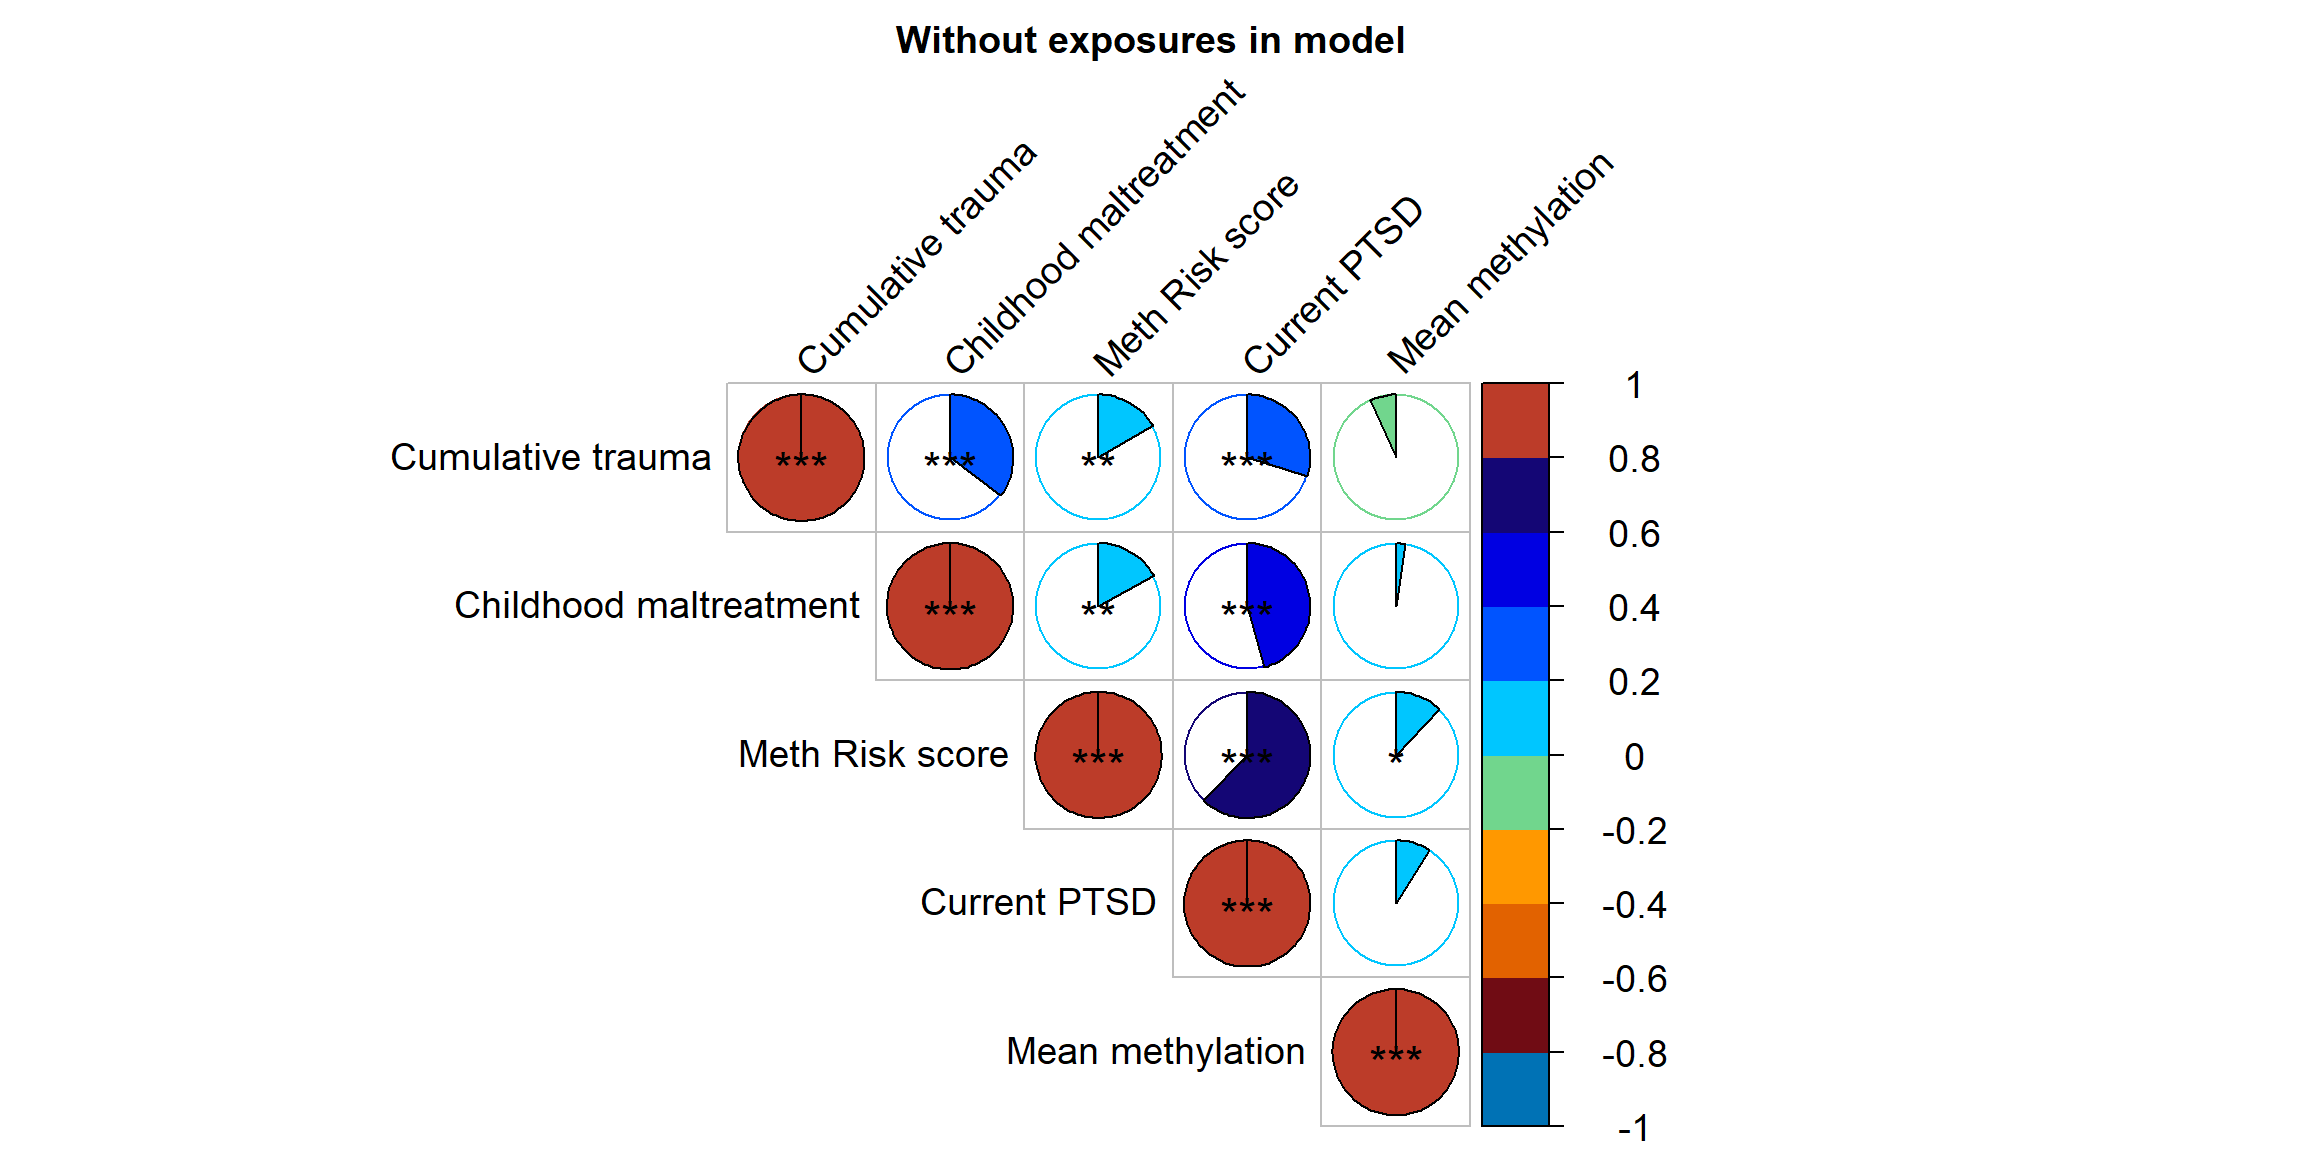 Without exposures in model
Cumulative trauma
Childhood maltreatment
Meth Risk score
Current PTSD
Mean methylation
Cumulative trauma
*** *** ** ***
Childhood maltreatment
*** ** ***
Meth Risk score
*** *** *
Current PTSD
***
Mean methylation
***
1
0.8
0.6
0.4
0.2
0
-0.2
-0.4
-0.6
-0.8
-1